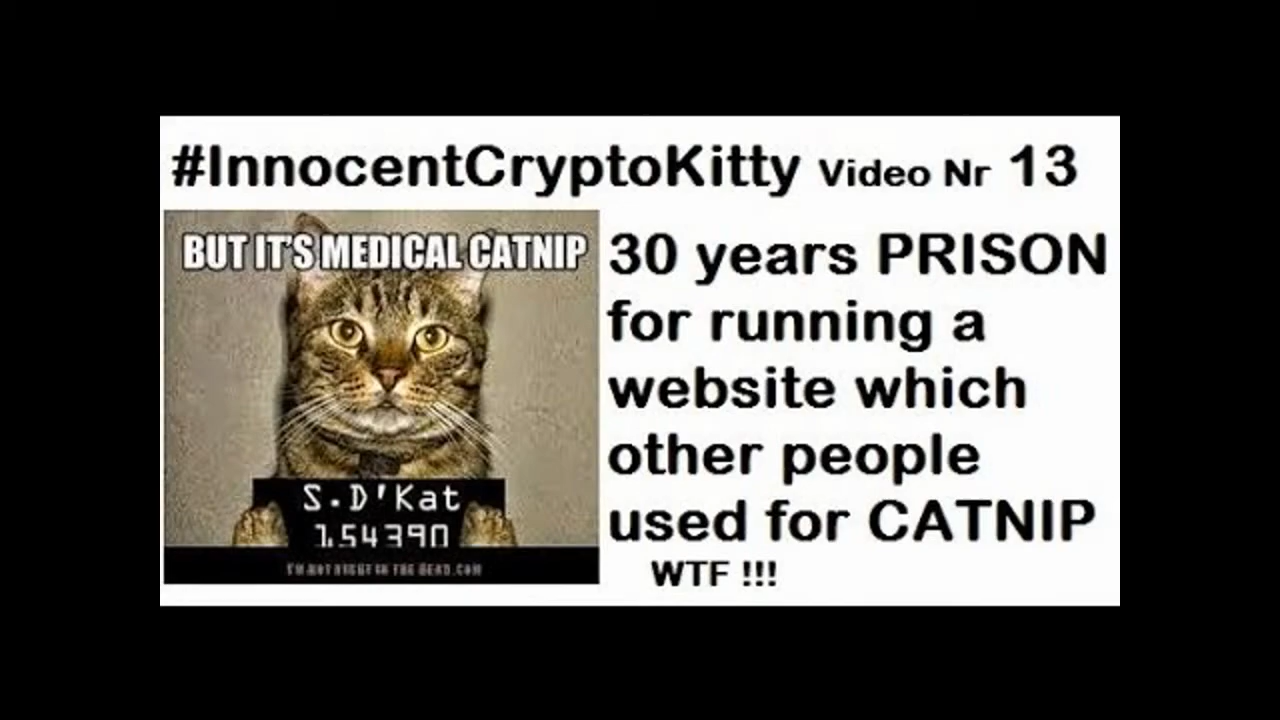 #InnocentCryptoKitty Video Nr 13
BUT IT'S MEDICAL CATNIP
30 years PRISON
for running a
website which
other people
used for CATNIP
WTF !!!
S.D'Kat
154390